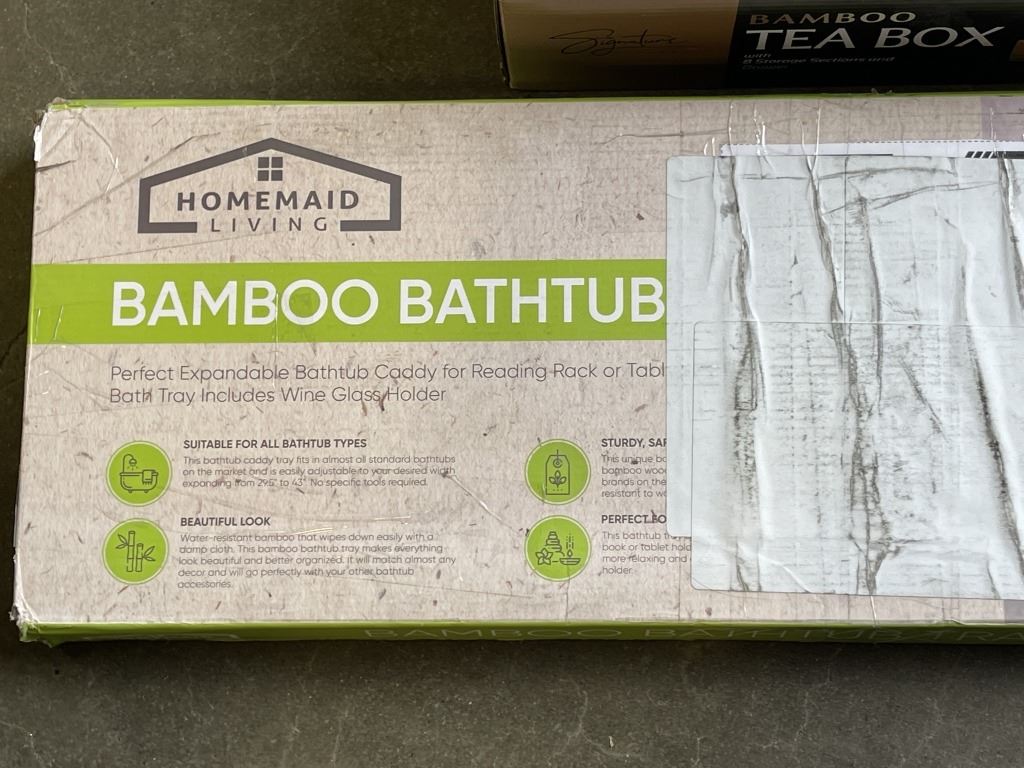 Signature
BAMBOO
TEA BOX
with
8 Storage Sections and
Drawer
HOMEMAID
LIVING
BAMBOO BATHTUB
Perfect Expandable Bathtub Caddy for Reading Rack or Tabl
Bath Tray Includes Wine Glass Holder
SUITABLE FOR ALL BATHTUB TYPES
This bathtub caddy tray fits in almost all standard bathtubs
on the market and is easily adjustable to your desired width
expanding from 29.5" to 43". No specific tools required.
BEAUTIFUL LOOK
Water-resistant bamboo that wipes down easily with a
damp cloth. This bamboo bathtub tray makes everything
look beautiful and better organized. It will match almost any
decor and will go perfectly with your other bathtub
accessories.
STURDY, SAF
This unique ba
bamboo wood
brands on the
resistant to wa
PERFECT FO
This bathtub tr
book or tablet hold
more relaxing and
holder.
BAMBOO BATHTUB TRA